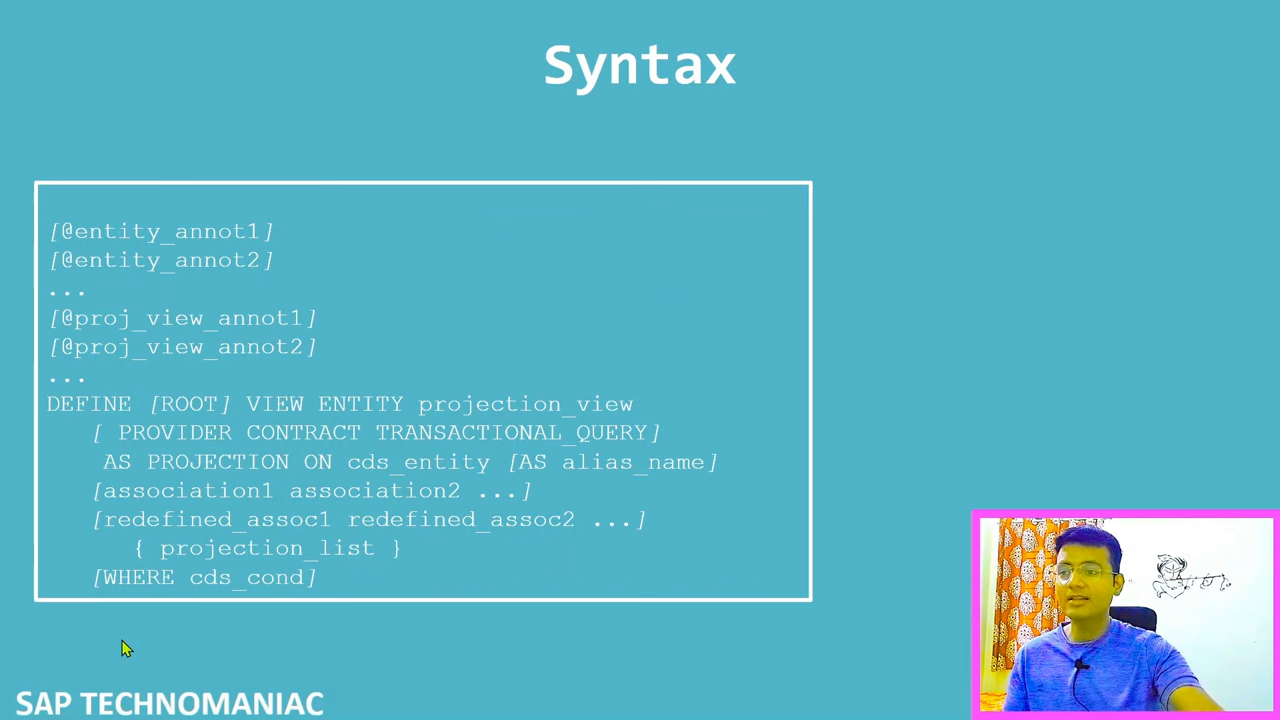 Syntax
[@entity_annot1]
[@entity_annot2]
...
[@proj_view_annot1]
[@proj_view_annot2]
...
DEFINE [ROOT] VIEW ENTITY projection_view
[ PROVIDER CONTRACT TRANSACTIONAL_QUERY]
AS PROJECTION ON cds_entity [AS alias_name]
[association1 association2 ...]
[redefined_assoc1 redefined_assoc2 ...]
{ projection_list }
[WHERE cds_cond]
SAP TECHNOMANIAC